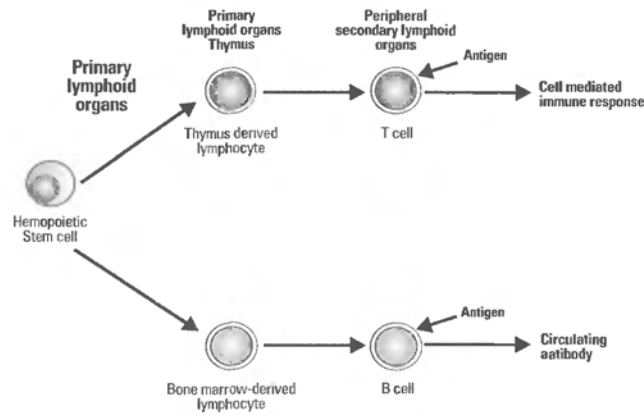 Primary
lymphoid organs
Thymus
Peripheral
secondary lymphoid
organs
Primary
lymphoid
organs
Antigen
Cell mediated
immune response
Thymus derived
lymphocyte
T cell
Hemopoietic
Stem cell
Antigen
Circulating
aatibody
Bone marrow-derived
lymphocyte
B cell